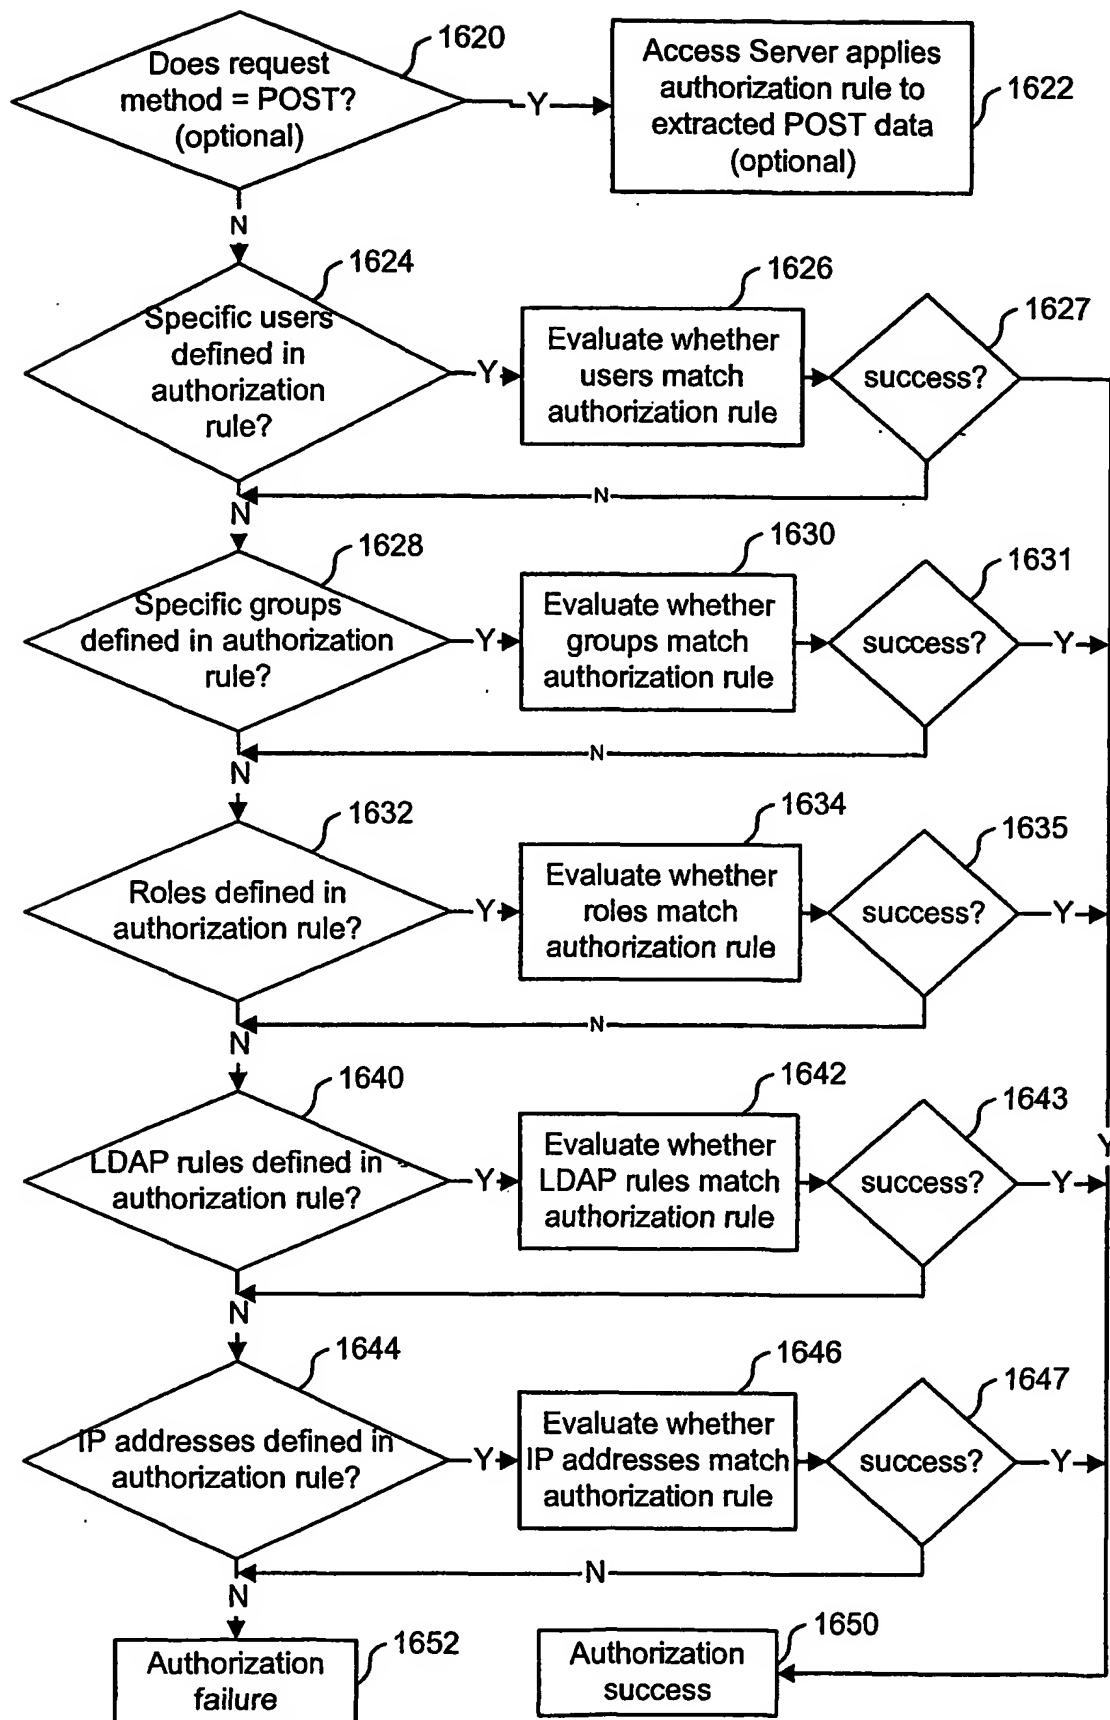 1620
Does request
method = POST?
(optional)
Y
Access Server applies
authorization rule to
extracted POST data
(optional)
1622
N
1624
Specific users
defined in
authorization
rule?
Y
1626
Evaluate whether
users match
authorization rule
1627
success?
N
N
1628
Specific groups
defined in authorization
rule?
Y
1630
Evaluate whether
groups match
authorization rule
1631
success?
Y
N
N
1632
Roles defined in
authorization rule?
Y
1634
Evaluate whether
roles match
authorization rule
1635
success?
Y
N
N
1640
LDAP rules defined in
authorization rule?
Y
1642
Evaluate whether
LDAP rules match
authorization rule
1643
success?
Y
Y
N
1644
IP addresses defined in
authorization rule?
Y
1646
Evaluate whether
IP addresses match
authorization rule
1647
success?
Y
N
N
Authorization
failure
1652
Authorization
success
1650